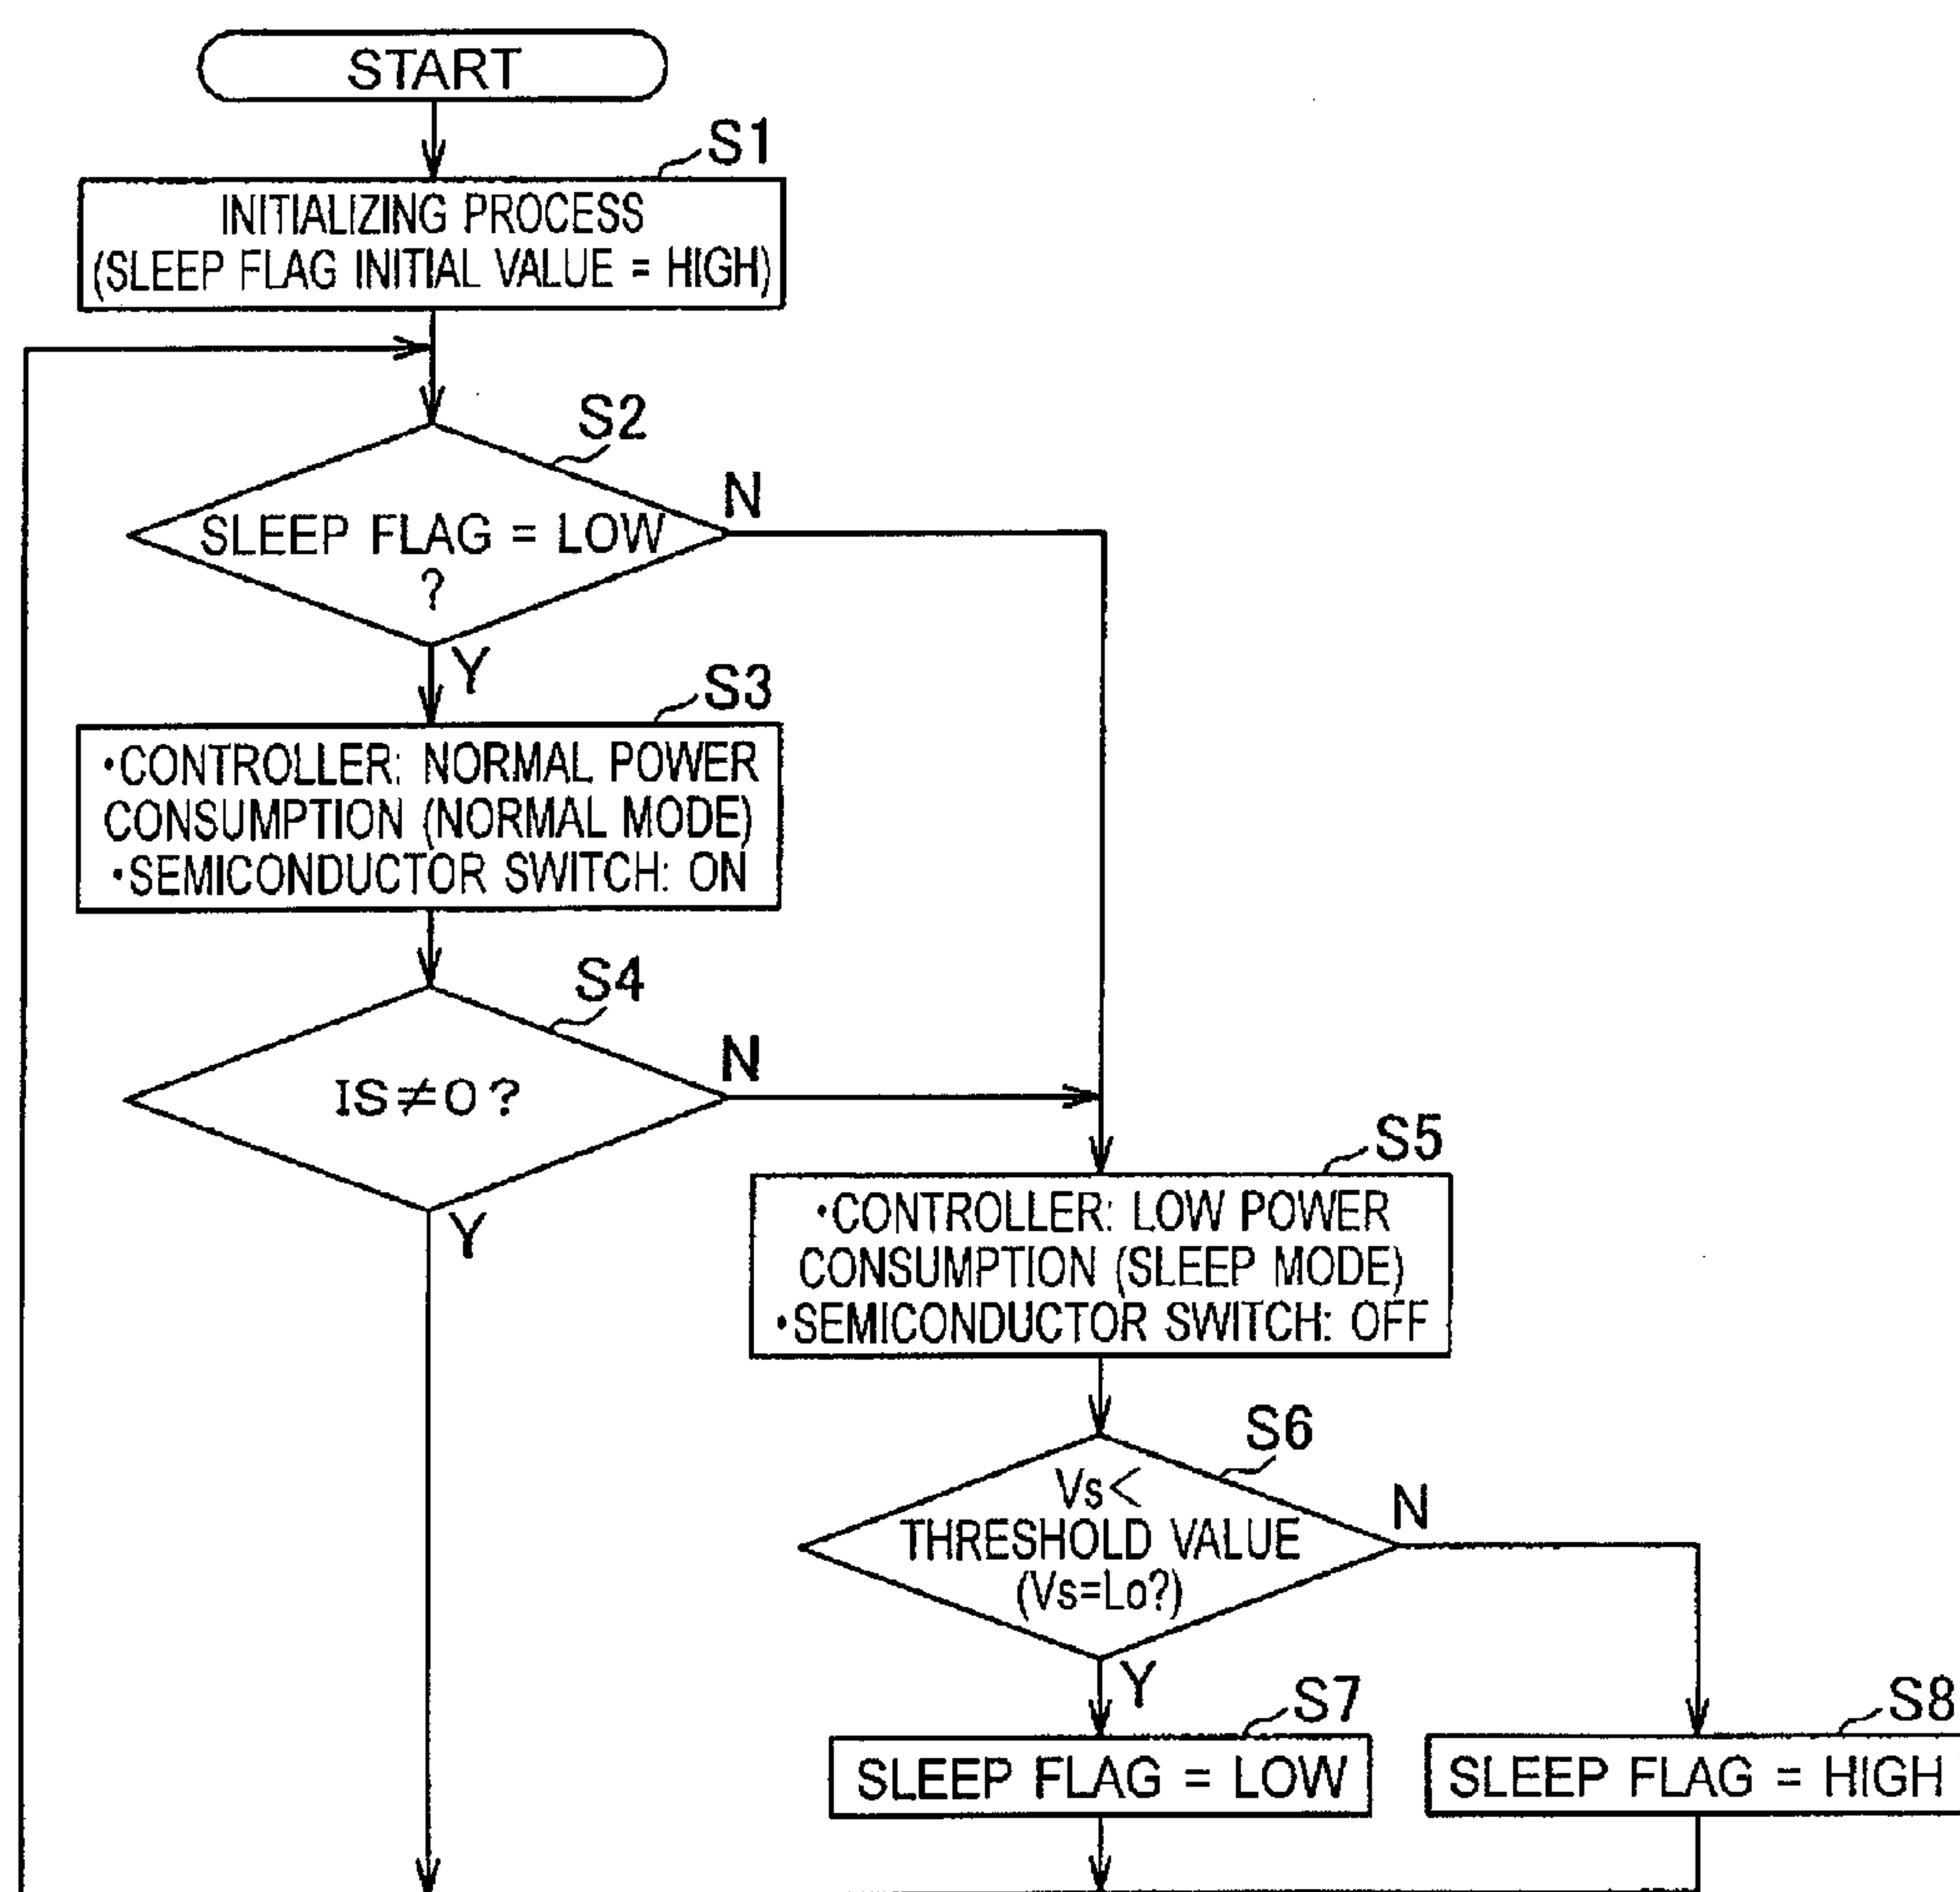 START
S1
INITIALIZING PROCESS
(SLEEP FLAG INITIAL VALUE = HIGH)
S2
SLEEP FLAG = LOW
?
N
Y
S3
•CONTROLLER: NORMAL POWER
CONSUMPTION (NORMAL MODE)
•SEMICONDUCTOR SWITCH: ON
S4
IS≠0?
N
Y
S5
•CONTROLLER: LOW POWER
CONSUMPTION (SLEEP MODE)
•SEMICONDUCTOR SWITCH: OFF
S6
Vs<
THRESHOLD VALUE
(Vs=Lo?)
N
Y
S7
SLEEP FLAG = LOW
S8
SLEEP FLAG = HIGH